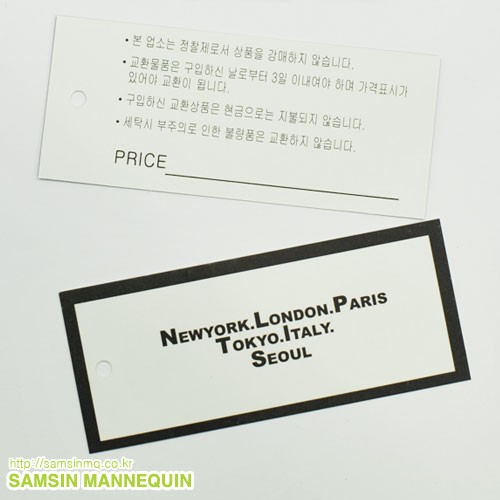 • 본 업소는 정찰제로서 상품을 강매하지 않습니다.
• 교환물품은 구입하신 날로부터 3일 이내여야 하며 가격표시가
있어야 교환이 됩니다.
• 구입하신 교환상품은 현금으로는 지불되지 않습니다.
• 세탁시 부주의로 인한 불량품은 교환하지 않습니다.
PRICE
NEWYORK.LONDON.PARIS
TOKYO.ITALY.
SEOUL
http://samsinmq.co.kr
SAMSIN MANNEQUIN